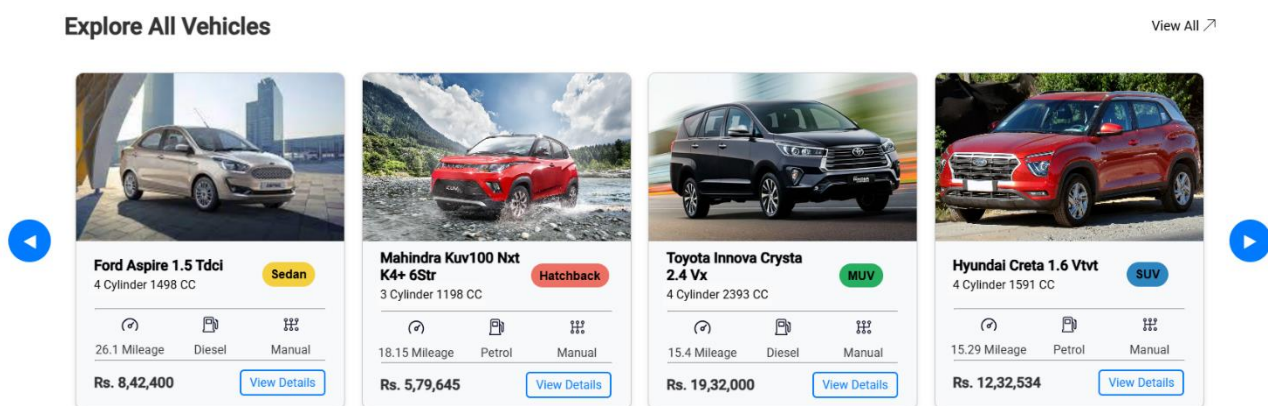 Explore All Vehicles
View All
Ford Aspire 1.5 Tdci
Sedan
4 Cylinder 1498 CC
26.1 Mileage
Diesel
Manual
Rs. 8,42,400
View Details
Mahindra Kuv100 Nxt
K4+ 6Str
Hatchback
3 Cylinder 1198 CC
18.15 Mileage
Petrol
Manual
Rs. 5,79,645
View Details
Toyota Innova Crysta
2.4 Vx
MUV
4 Cylinder 2393 CC
15.4 Mileage
Diesel
Manual
Rs. 19,32,000
View Details
Hyundai Creta 1.6 Vtvt
SUV
4 Cylinder 1591 CC
15.29 Mileage
Petrol
Manual
Rs. 12,32,534
View Details